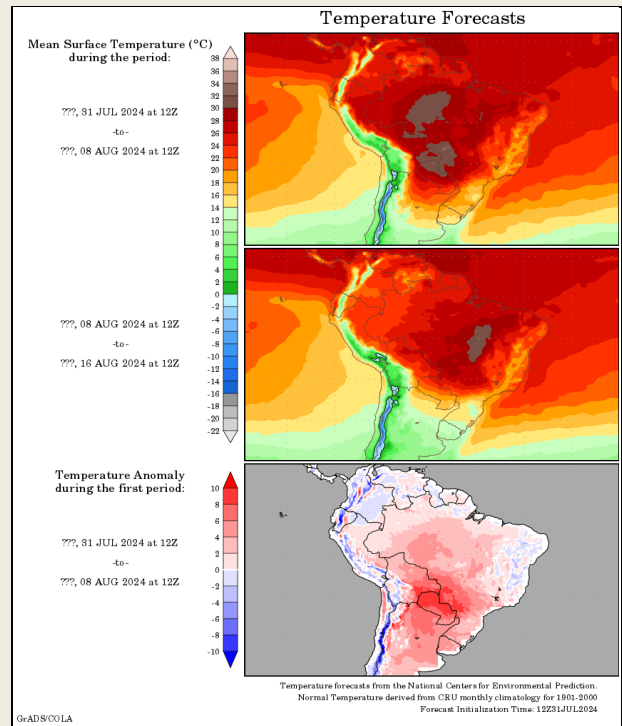 Temperature Forecasts
Mean Surface Temperature (°C)
during the period:
???, 31 JUL 2024 at 12Z
-to-
???, 08 AUG 2024 at 12Z
38
36
34
32
30
28
26
24
22
20
18
16
14
12
10
8
6
4
2
0
-2
-4
-6
-8
-10
-12
-14
-16
-18
-20
-22
???, 08 AUG 2024 at 12Z
-to-
???, 16 AUG 2024 at 12Z
Temperature Anomaly
during the first period:
???, 31 JUL 2024 at 12Z
-to-
???, 08 AUG 2024 at 12Z
10
8
6
4
2
0
-2
-4
-6
-8
-10
Temperature forecasts from the National Centers for Environmental Prediction.
Normal Temperature derived from CRU monthly climatology for 1901-2000
Forecast Initialization Time: 12Z31JUL2024
GrADS/COLA